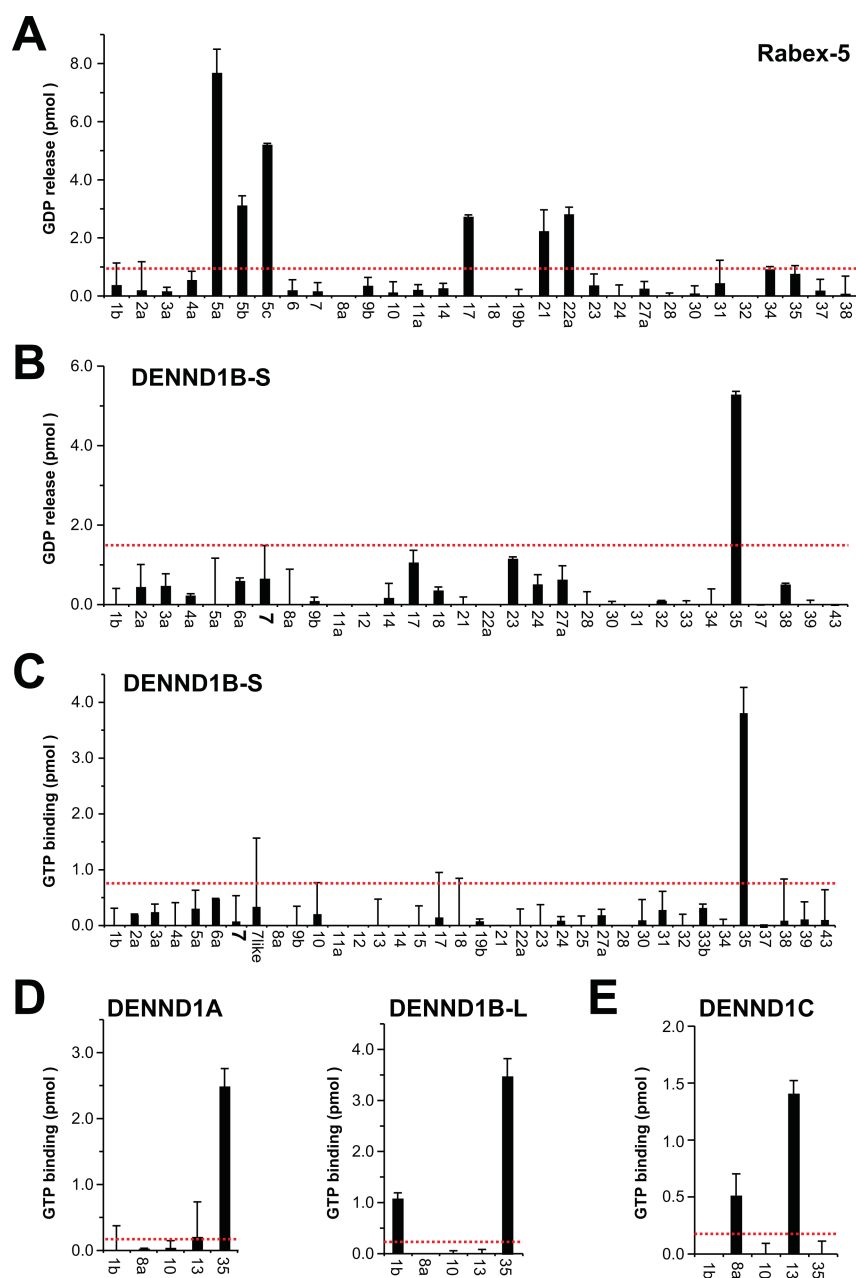 A
Rabex-5
GDP release (pmol )
8.0
6.0
4.0
2.0
0.0
1b 2a 3a 4a 5a 5b 5c 6 7 8a 9b 10 11a 14 17 18 19b 21 22a 23 24 27a 28 30 31 32 34 35 37 38
B
DENND1B-S
GDP release (pmol )
6.0
4.0
2.0
0.0
1b 2a 3a 4a 5a 6a 7 8a 9b 11a 12 14 17 18 21 22a 23 24 27a 28 30 31 32 33 34 35 37 38 39 43
C
DENND1B-S
GTP binding (pmol )
4.0
3.0
2.0
1.0
0.0
1b 2a 3a 4a 5a 6a 7 7like 8a 9b 10 11a 12 13 14 15 17 18 19b 21 22a 23 24 25 27a 28 30 31 32 33b 34 35 37 38 39 43
D
DENND1A
GTP binding (pmol )
3.0
2.0
1.0
0.0
1b 8a 10 13 35
DENND1B-L
GTP binding (pmol )
4.0
3.0
2.0
1.0
0.0
1b 8a 10 13 35
E
DENND1C
GTP binding (pmol )
2.0
1.5
1.0
0.5
0.0
1b 8a 10 13 35